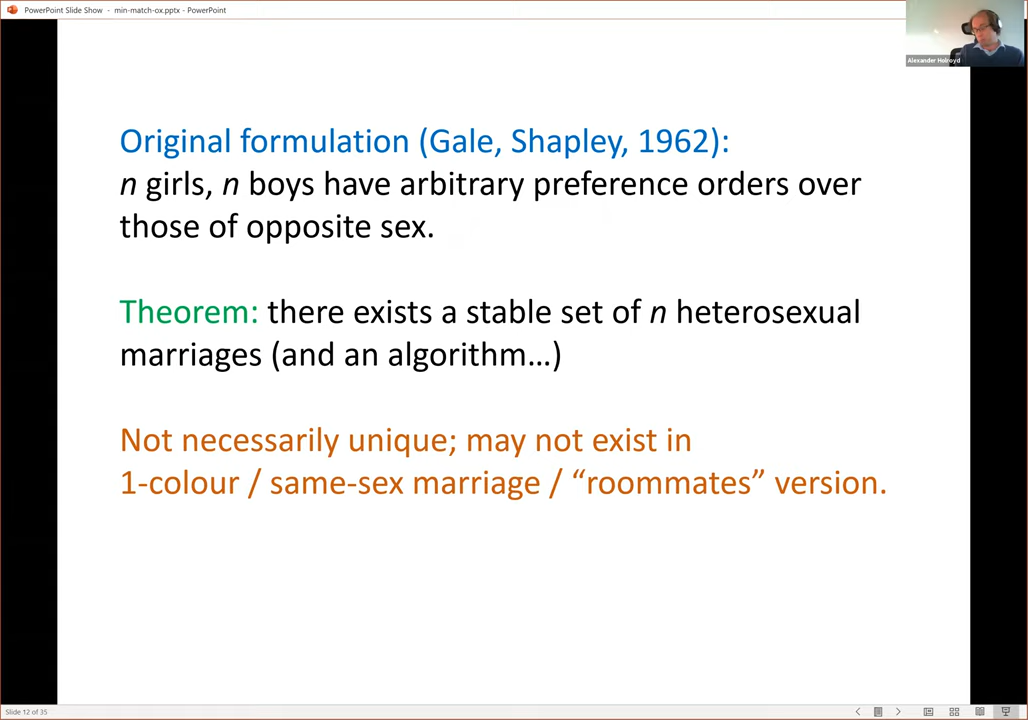 PowerPoint Slide Show - min-match-ox.pptx - PowerPoint
Alexander Holroyd
Original formulation (Gale, Shapley, 1962):
n girls, n boys have arbitrary preference orders over
those of opposite sex.
Theorem: there exists a stable set of n heterosexual
marriages (and an algorithm…)
Not necessarily unique; may not exist in
1-colour / same-sex marriage / “roommates” version.
Slide 12 of 35